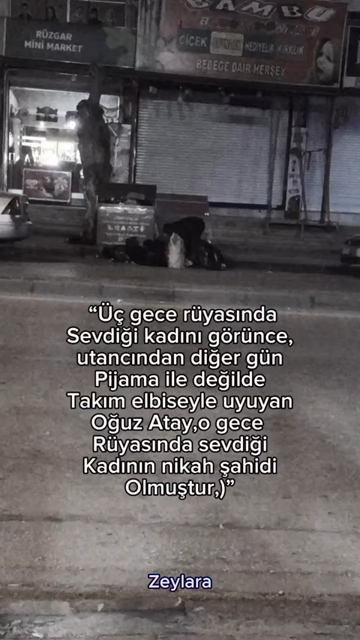 BAMBU
RÜZGAR
MİNİ MARKET
ÇİÇEK
HEDİYELİK
BEBEĞE DAİR HERŞEY
“Üç gece rüyasında
Sevdiği kadını görünce,
utancından diğer gün
Pijama ile değilde
Takım elbiseyle uyuyan
Oğuz Atay,o gece
Rüyasında sevdiği
Kadının nikah şahidi
Olmuştur,)”
Zeylara